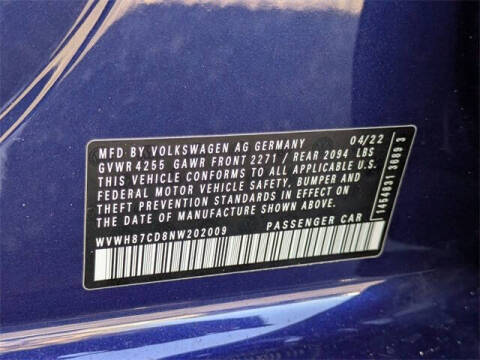 MFD BY VOLKSWAGEN AG GERMANY 04/22
GVWR 4255 GAWR FRONT 2271 / REAR 2094 LBS
THIS VEHICLE CONFORMS TO ALL APPLICABLE U.S.
FEDERAL MOTOR VEHICLE SAFETY, BUMPER AND
THEFT PREVENTION STANDARDS IN EFFECT ON
THE DATE OF MANUFACTURE SHOWN ABOVE.
WVWH87CD8NW202009 PASSENGER CAR